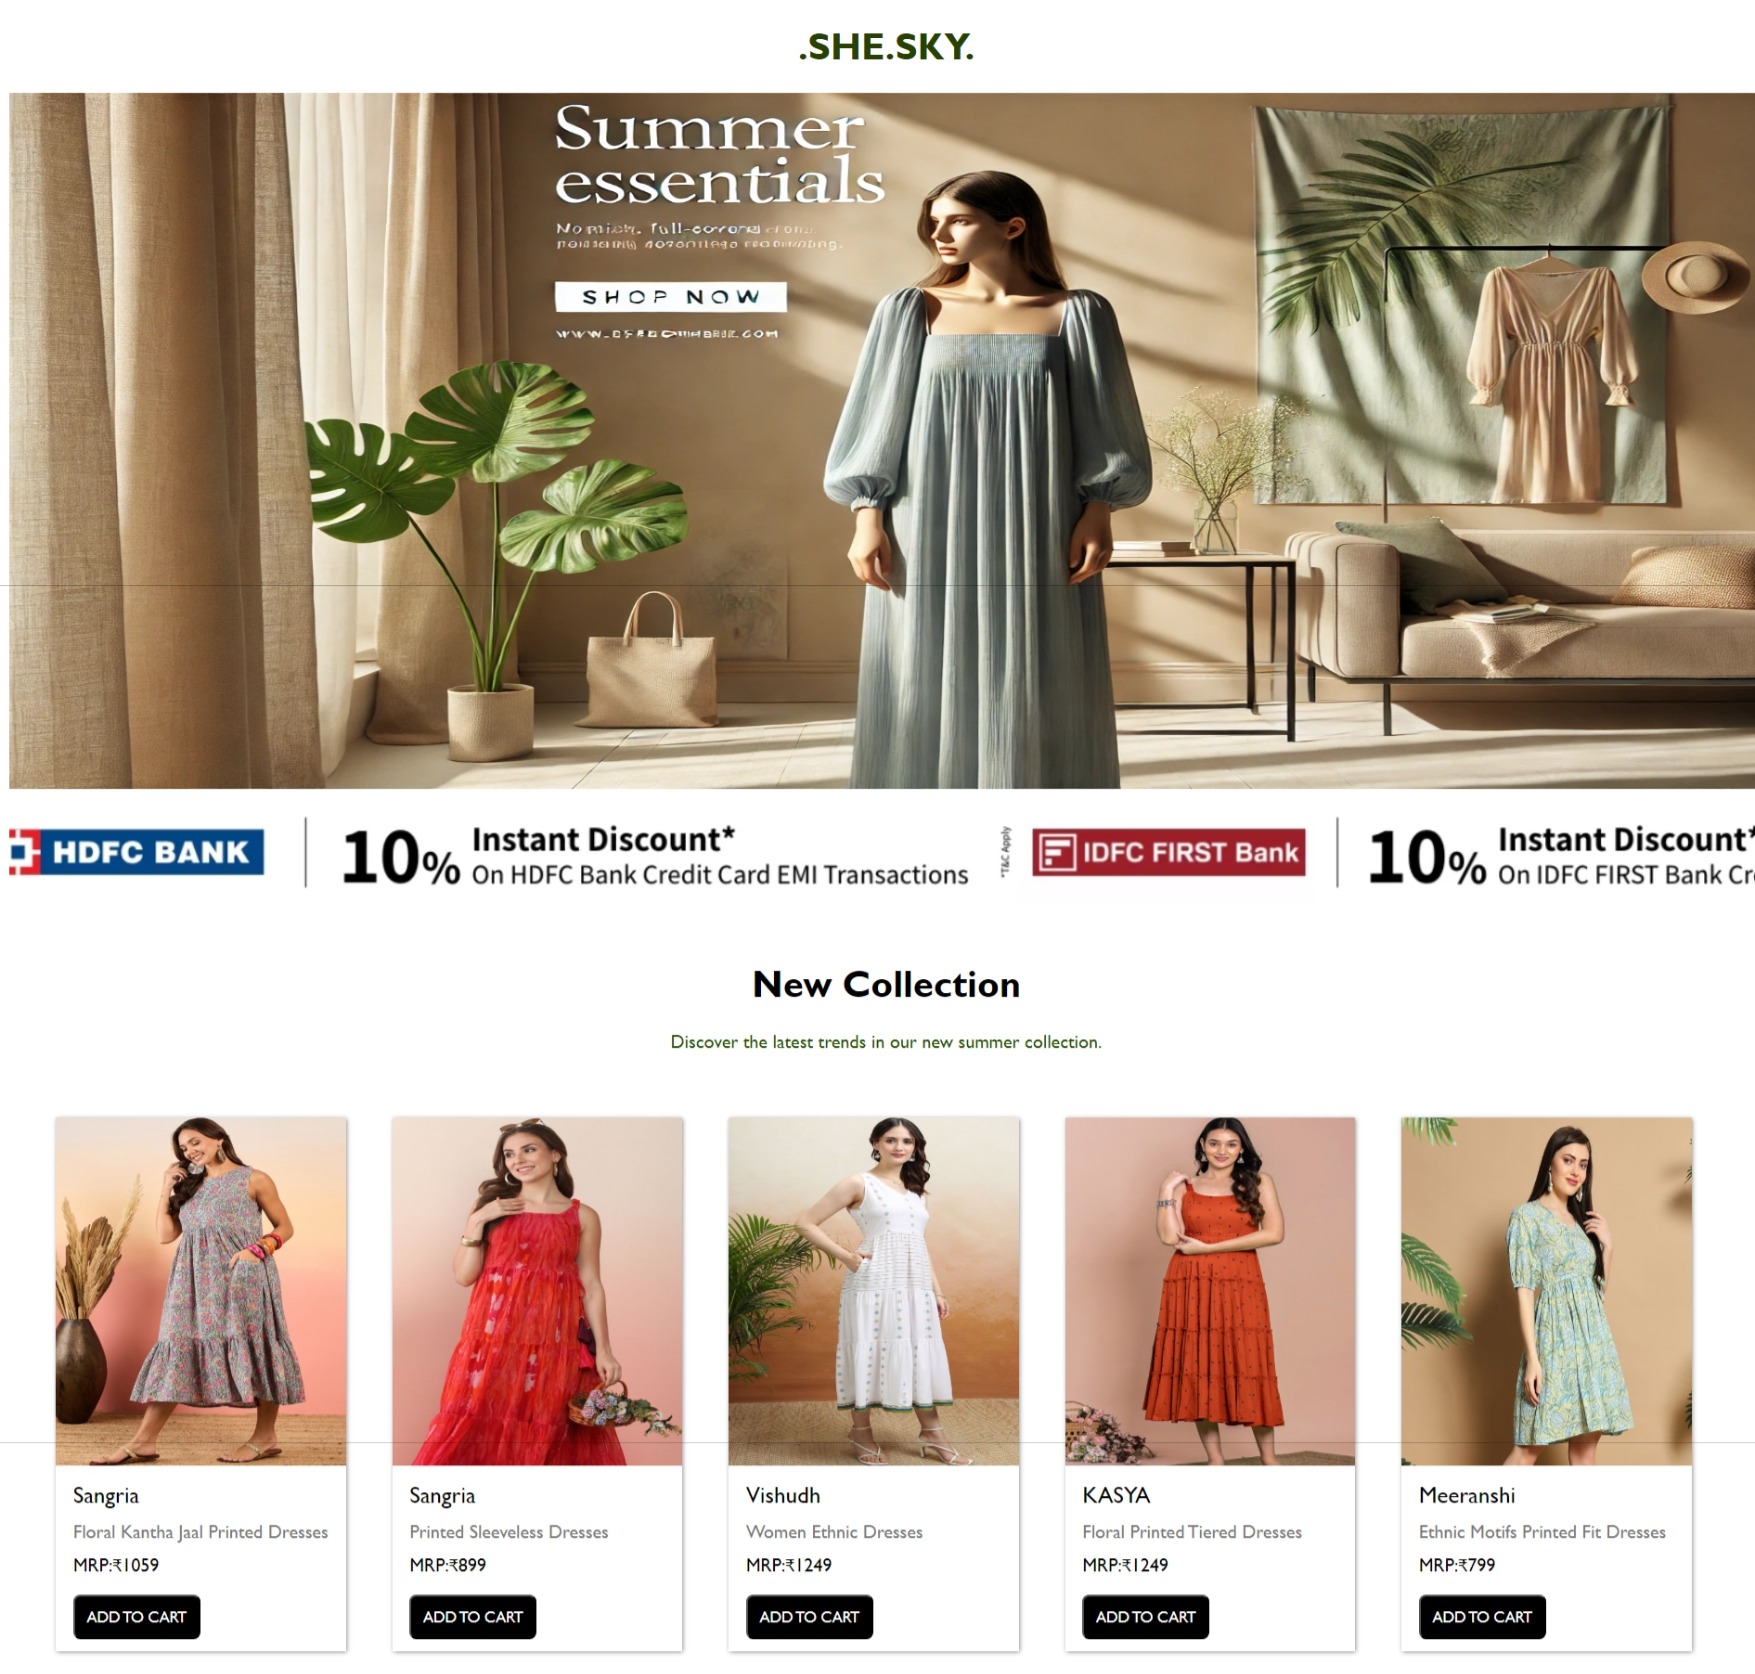 .SHE.SKY.
Summer
essentials
SHOP NOW
HDFC BANK
10% Instant Discount*
On HDFC Bank Credit Card EMI Transactions
*T&C Apply
IDFC FIRST Bank
10% Instant Discount*
On IDFC FIRST Bank
New Collection
Discover the latest trends in our new summer collection.
Sangria
Floral Kantha Jaal Printed Dresses
MRP:₹1059
ADD TO CART
Sangria
Printed Sleeveless Dresses
MRP:₹899
ADD TO CART
Vishudh
Women Ethnic Dresses
MRP:₹1249
ADD TO CART
KASYA
Floral Printed Tiered Dresses
MRP:₹1249
ADD TO CART
Meeranshi
Ethnic Motifs Printed Fit Dresses
MRP:₹799
ADD TO CART